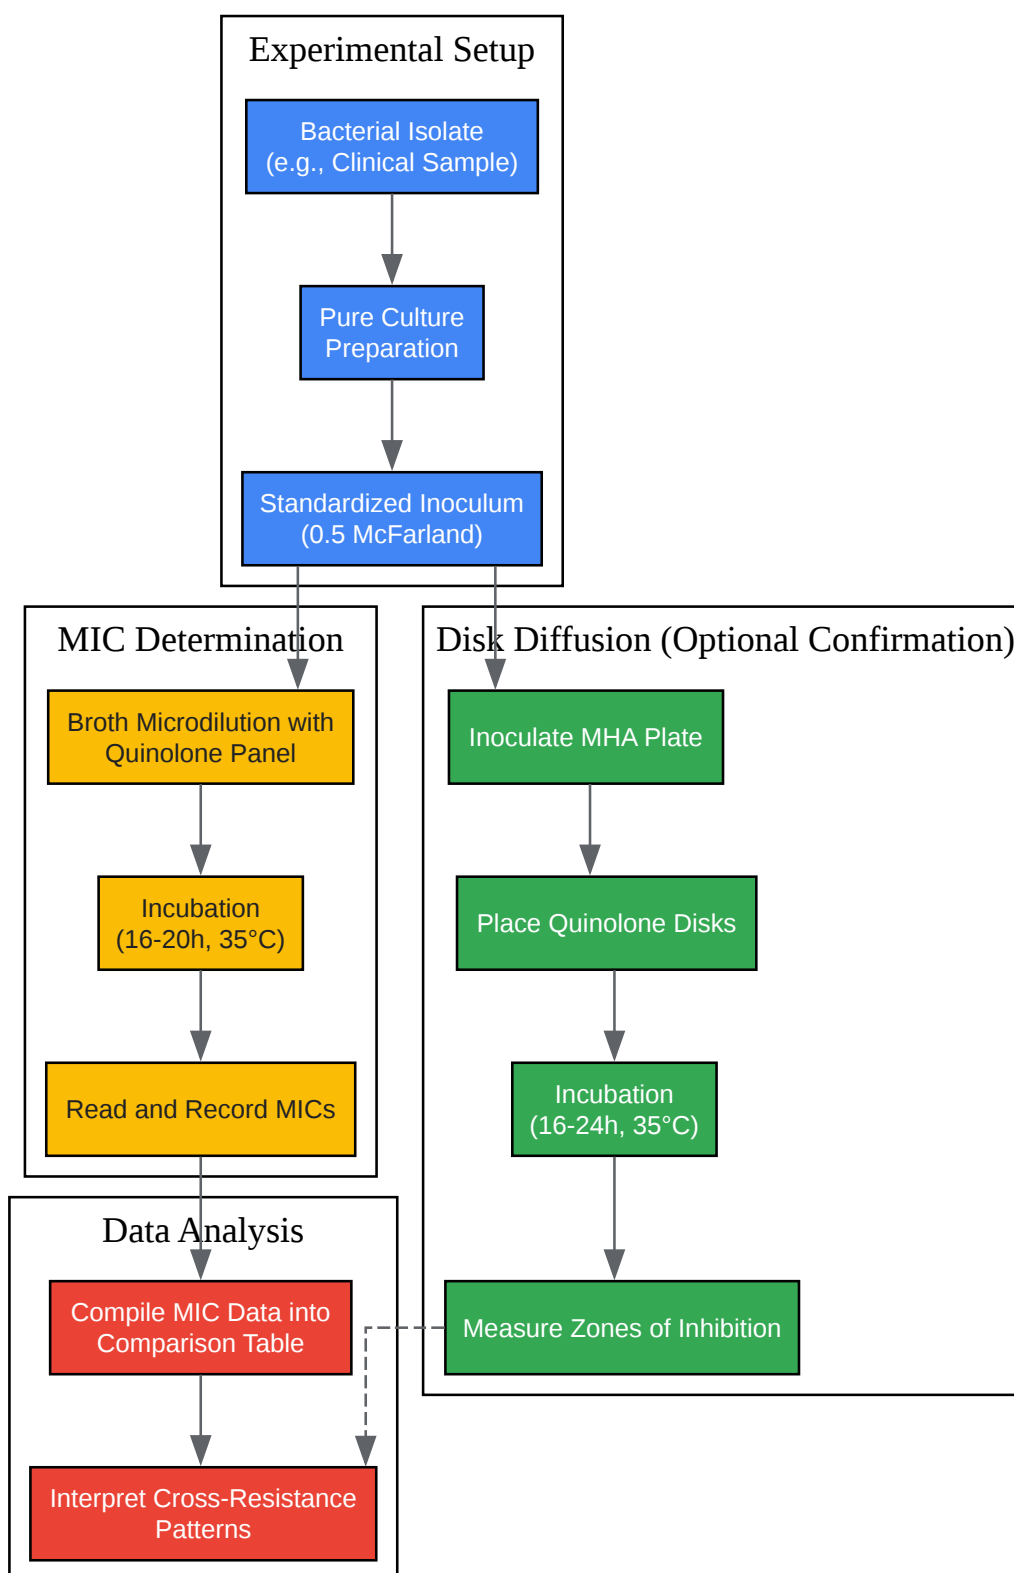 Experimental Setup
Bacterial Isolate
(e.g., Clinical Sample)
Pure Culture
Preparation
Standardized Inoculum
(0.5 McFarland)
MIC Determination
Broth Microdilution with
Quinolone Panel
Incubation
(16-20h, 35°C)
Read and Record MICs
Disk Diffusion (Optional Confirmation)
Inoculate MHA Plate
Place Quinolone Disks
Incubation
(16-24h, 35°C)
Measure Zones of Inhibition
Data Analysis
Compile MIC Data into
Comparison Table
Interpret Cross-Resistance
Patterns